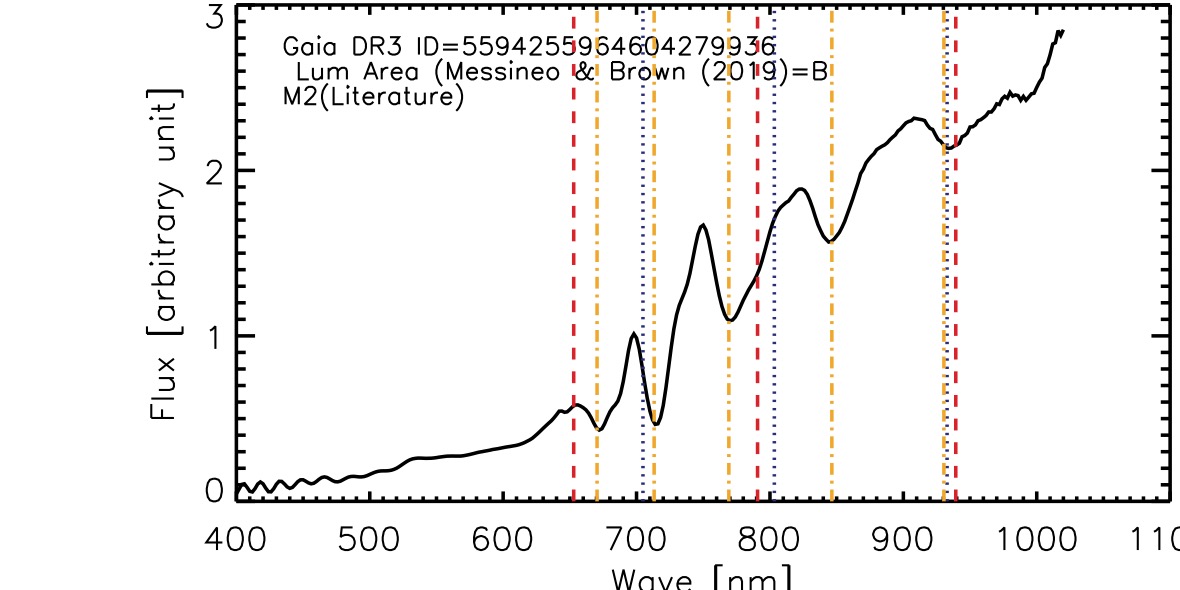 3
Gaia DR3 ID=5594255964604279936
Lum Area (Messineo & Brown (2019)=B
M2(Literature)
2
1
0
Flux [arbitrary unit]
400 500 600 700 800 900 1000 110
Wave [nm]